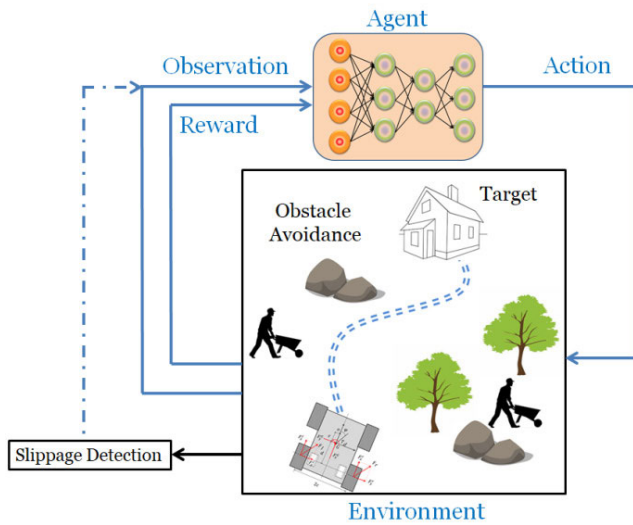 Agent
Observation
Action
Reward
Target
Obstacle
Avoidance
Slippage Detection
Environment